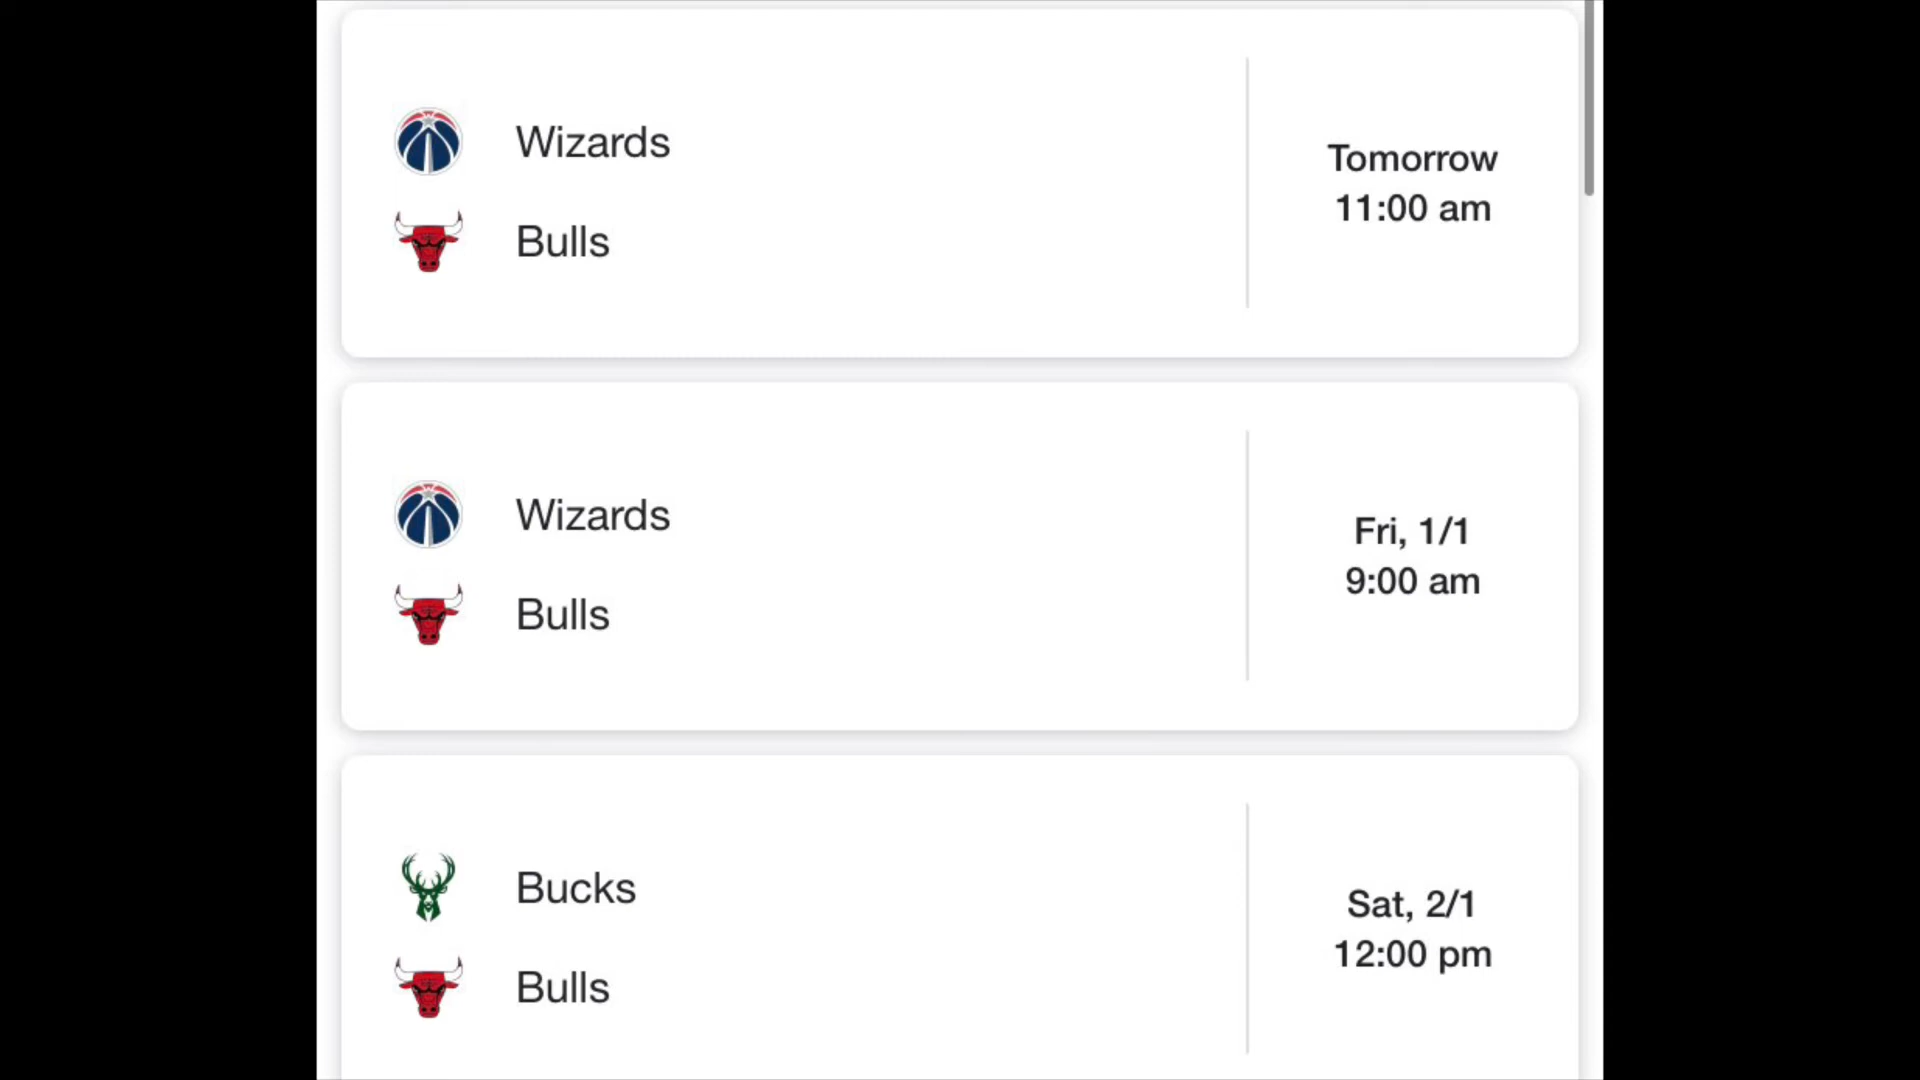 Wizards
Bulls
Tomorrow
11:00 am
Wizards
Bulls
Fri, 1/1
9:00 am
Bucks
Bulls
Sat, 2/1
12:00 pm